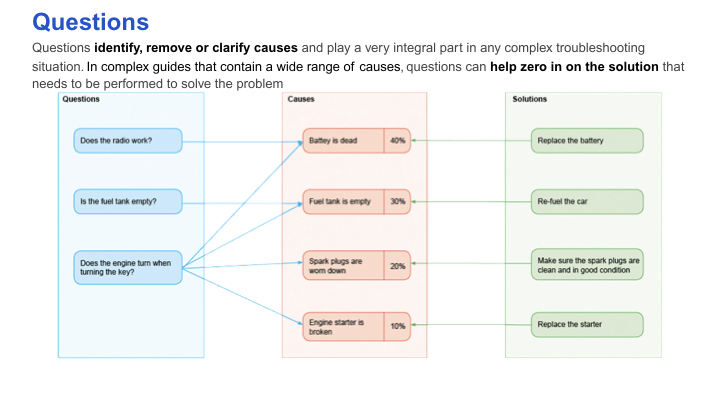 Questions
Questions identify, remove or clarify causes and play a very integral part in any complex troubleshooting
situation. In complex guides that contain a wide range of causes, questions can help zero in on the solution that
needs to be performed to solve the problem
Questions
Causes
Solutions
Does the radio work?
Battey is dead
40%
Replace the battery
Is the fuel tank empty?
Fuel tank is empty
30%
Re-fuel the car
Does the engine turn when
turning the key?
Spark plugs are
worn down
20%
Make sure the spark plugs are
clean and in good condition
Engine starter is
broken
10%
Replace the starter